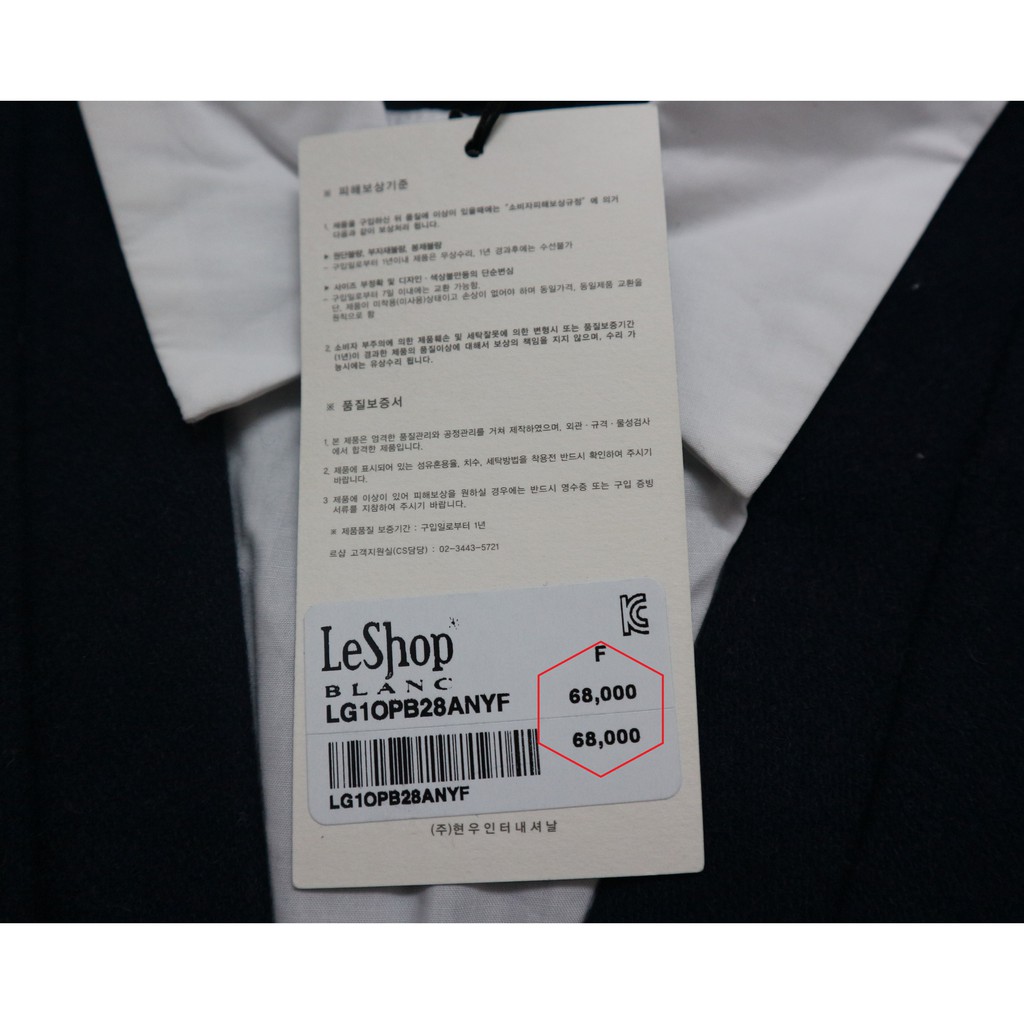 ※ 피해보상기준
1. 제품을 구입하신 뒤 품질에 이상이 있을때에는 "소비자피해보상규정" 에 의거
다음과 같이 보상처리 됩니다.
▶ 원단불량, 부자재불량, 봉제불량
- 구입일로부터 1년이내 제품은 무상수리, 1년 경과후에는 수선불가
▶ 사이즈 부정확 및 디자인 · 색상불만등의 단순변심
- 구입일로부터 7일 이내에는 교환 가능함.
단, 제품이 미착용(미사용)상태이고 손상이 없어야 하며 동일가격, 동일제품 교환을
원칙으로 함
2. 소비자 부주의에 의한 제품훼손 및 세탁잘못에 의한 변형시 또는 품질보증기간
(1년)이 경과한 제품의 품질이상에 대해서 보상의 책임을 지지 않으며, 수리 가
능시에는 유상수리 됩니다.
※ 품질보증서
1. 본 제품은 엄격한 품질관리와 공정관리를 거쳐 제작하였으며, 외관 · 규격 · 물성검사
에서 합격한 제품입니다.
2. 제품에 표시되어 있는 섬유혼용율, 치수, 세탁방법을 착용전 반드시 확인하여 주시기
바랍니다.
3 제품에 이상이 있어 피해보상을 원하실 경우에는 반드시 영수증 또는 구입 증빙
서류를 지참하여 주시기 바랍니다.
※ 제품품질 보증기간 : 구입일로부터 1년
르샵 고객지원실(CS담당) : 02-3443-5721
KC
LeShop
BLANC
F
LG1OPB28ANYF
68,000
68,000
LG1OPB28ANYF
(주)현우인터내셔날